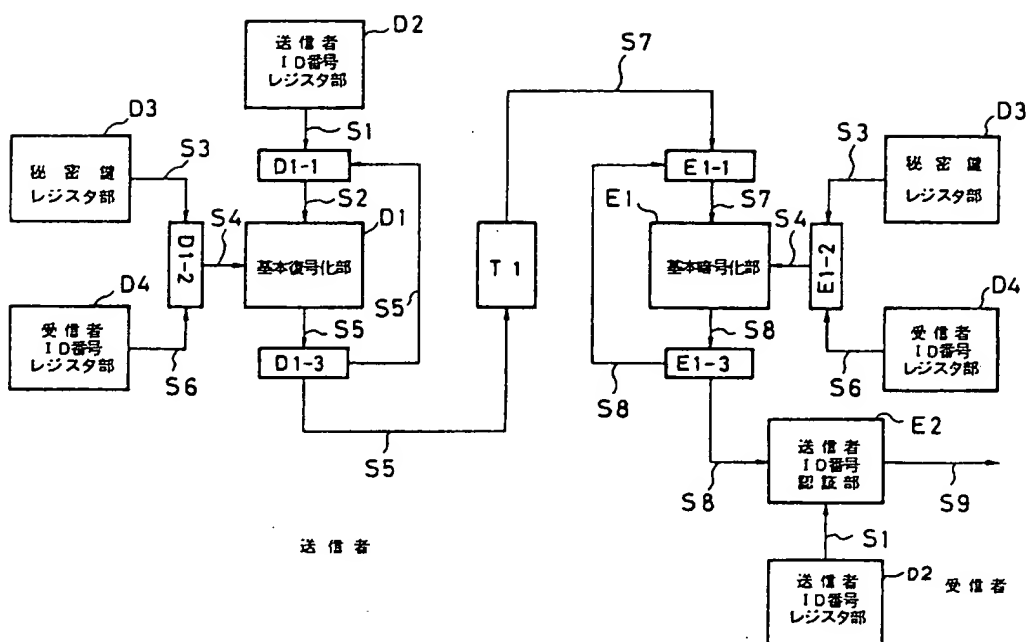 D2
送信者
ID番号
レジスタ部
S1
D3
秘密鍵
レジスタ部
S3
D1-1
S2
D1
S4
D1-2
基本復号化部
S5
D4
受信者
ID番号
レジスタ部
S6
S5
D1-3
S5
T1
S7
E1-1
S7
E1
基本暗号化部
S4
E1-2
S3
D3
秘密鍵
レジスタ部
D4
受信者
ID番号
レジスタ部
S6
S8
E1-3
S8
E2
送信者
ID番号
認証部
S8
S9
S1
D2
送信者
ID番号
レジスタ部
送信者
受信者